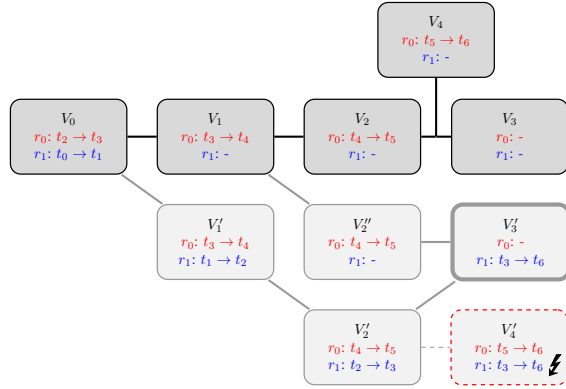 V₄
r₀: t₅ → t₆
r₁: -
V₀
r₀: t₂ → t₃
r₁: t₀ → t₁
V₁
r₀: t₃ → t₄
r₁: -
V₂
r₀: t₄ → t₅
r₁: -
V₃
r₀: -
r₁: -
V₁′
r₀: t₃ → t₄
r₁: t₁ → t₂
V₂″
r₀: t₄ → t₅
r₁: -
V₃′
r₀: -
r₁: t₃ → t₆
V₂′
r₀: t₄ → t₅
r₁: t₂ → t₃
V₄′
r₀: t₅ → t₆
r₁: t₃ → t₆